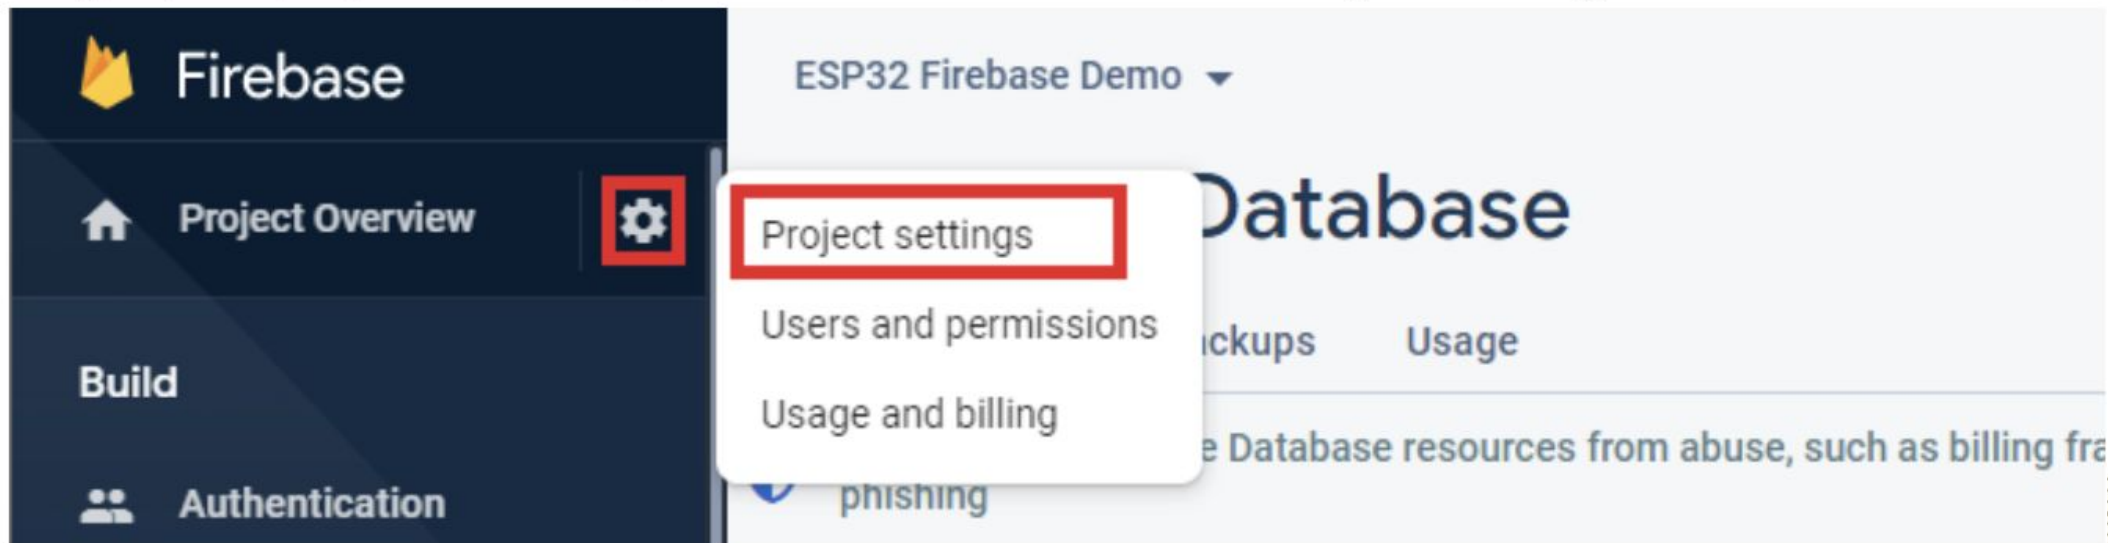 Firebase
Project Overview
Build
Authentication
ESP32 Firebase Demo
Database
Project settings
Users and permissions
Usage and billing
ckups Usage
e Database resources from abuse, such as billing fra
phishing